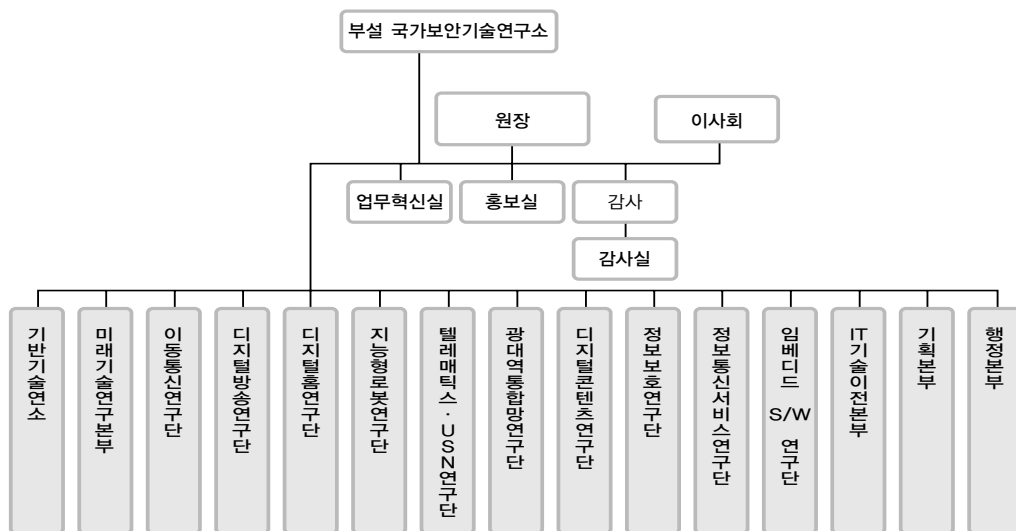 부설 국가보안기술연구소
원장
이사회
업무혁신실
홍보실
감사
감사실
기반기술연소
미래기술연구본부
이동통신연구단
디지털방송연구단
디지털홈연구단
지능형로봇연구단
텔레매틱스·USN연구단
광대역통합망연구단
디지털콘텐츠연구단
정보보호연구단
정보통신서비스연구단
임베디드 S/W 연구단
IT기술이전본부
기획본부
행정본부